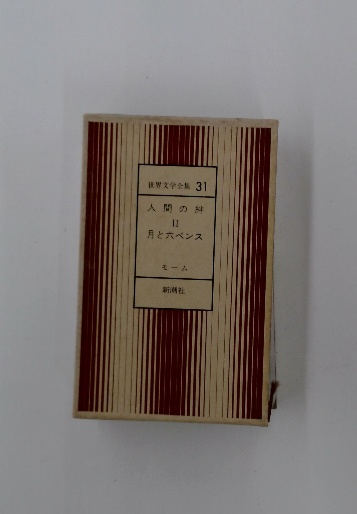 世界文学全集 31
人間の絆
II
月と六ペンス
モーム
新潮社